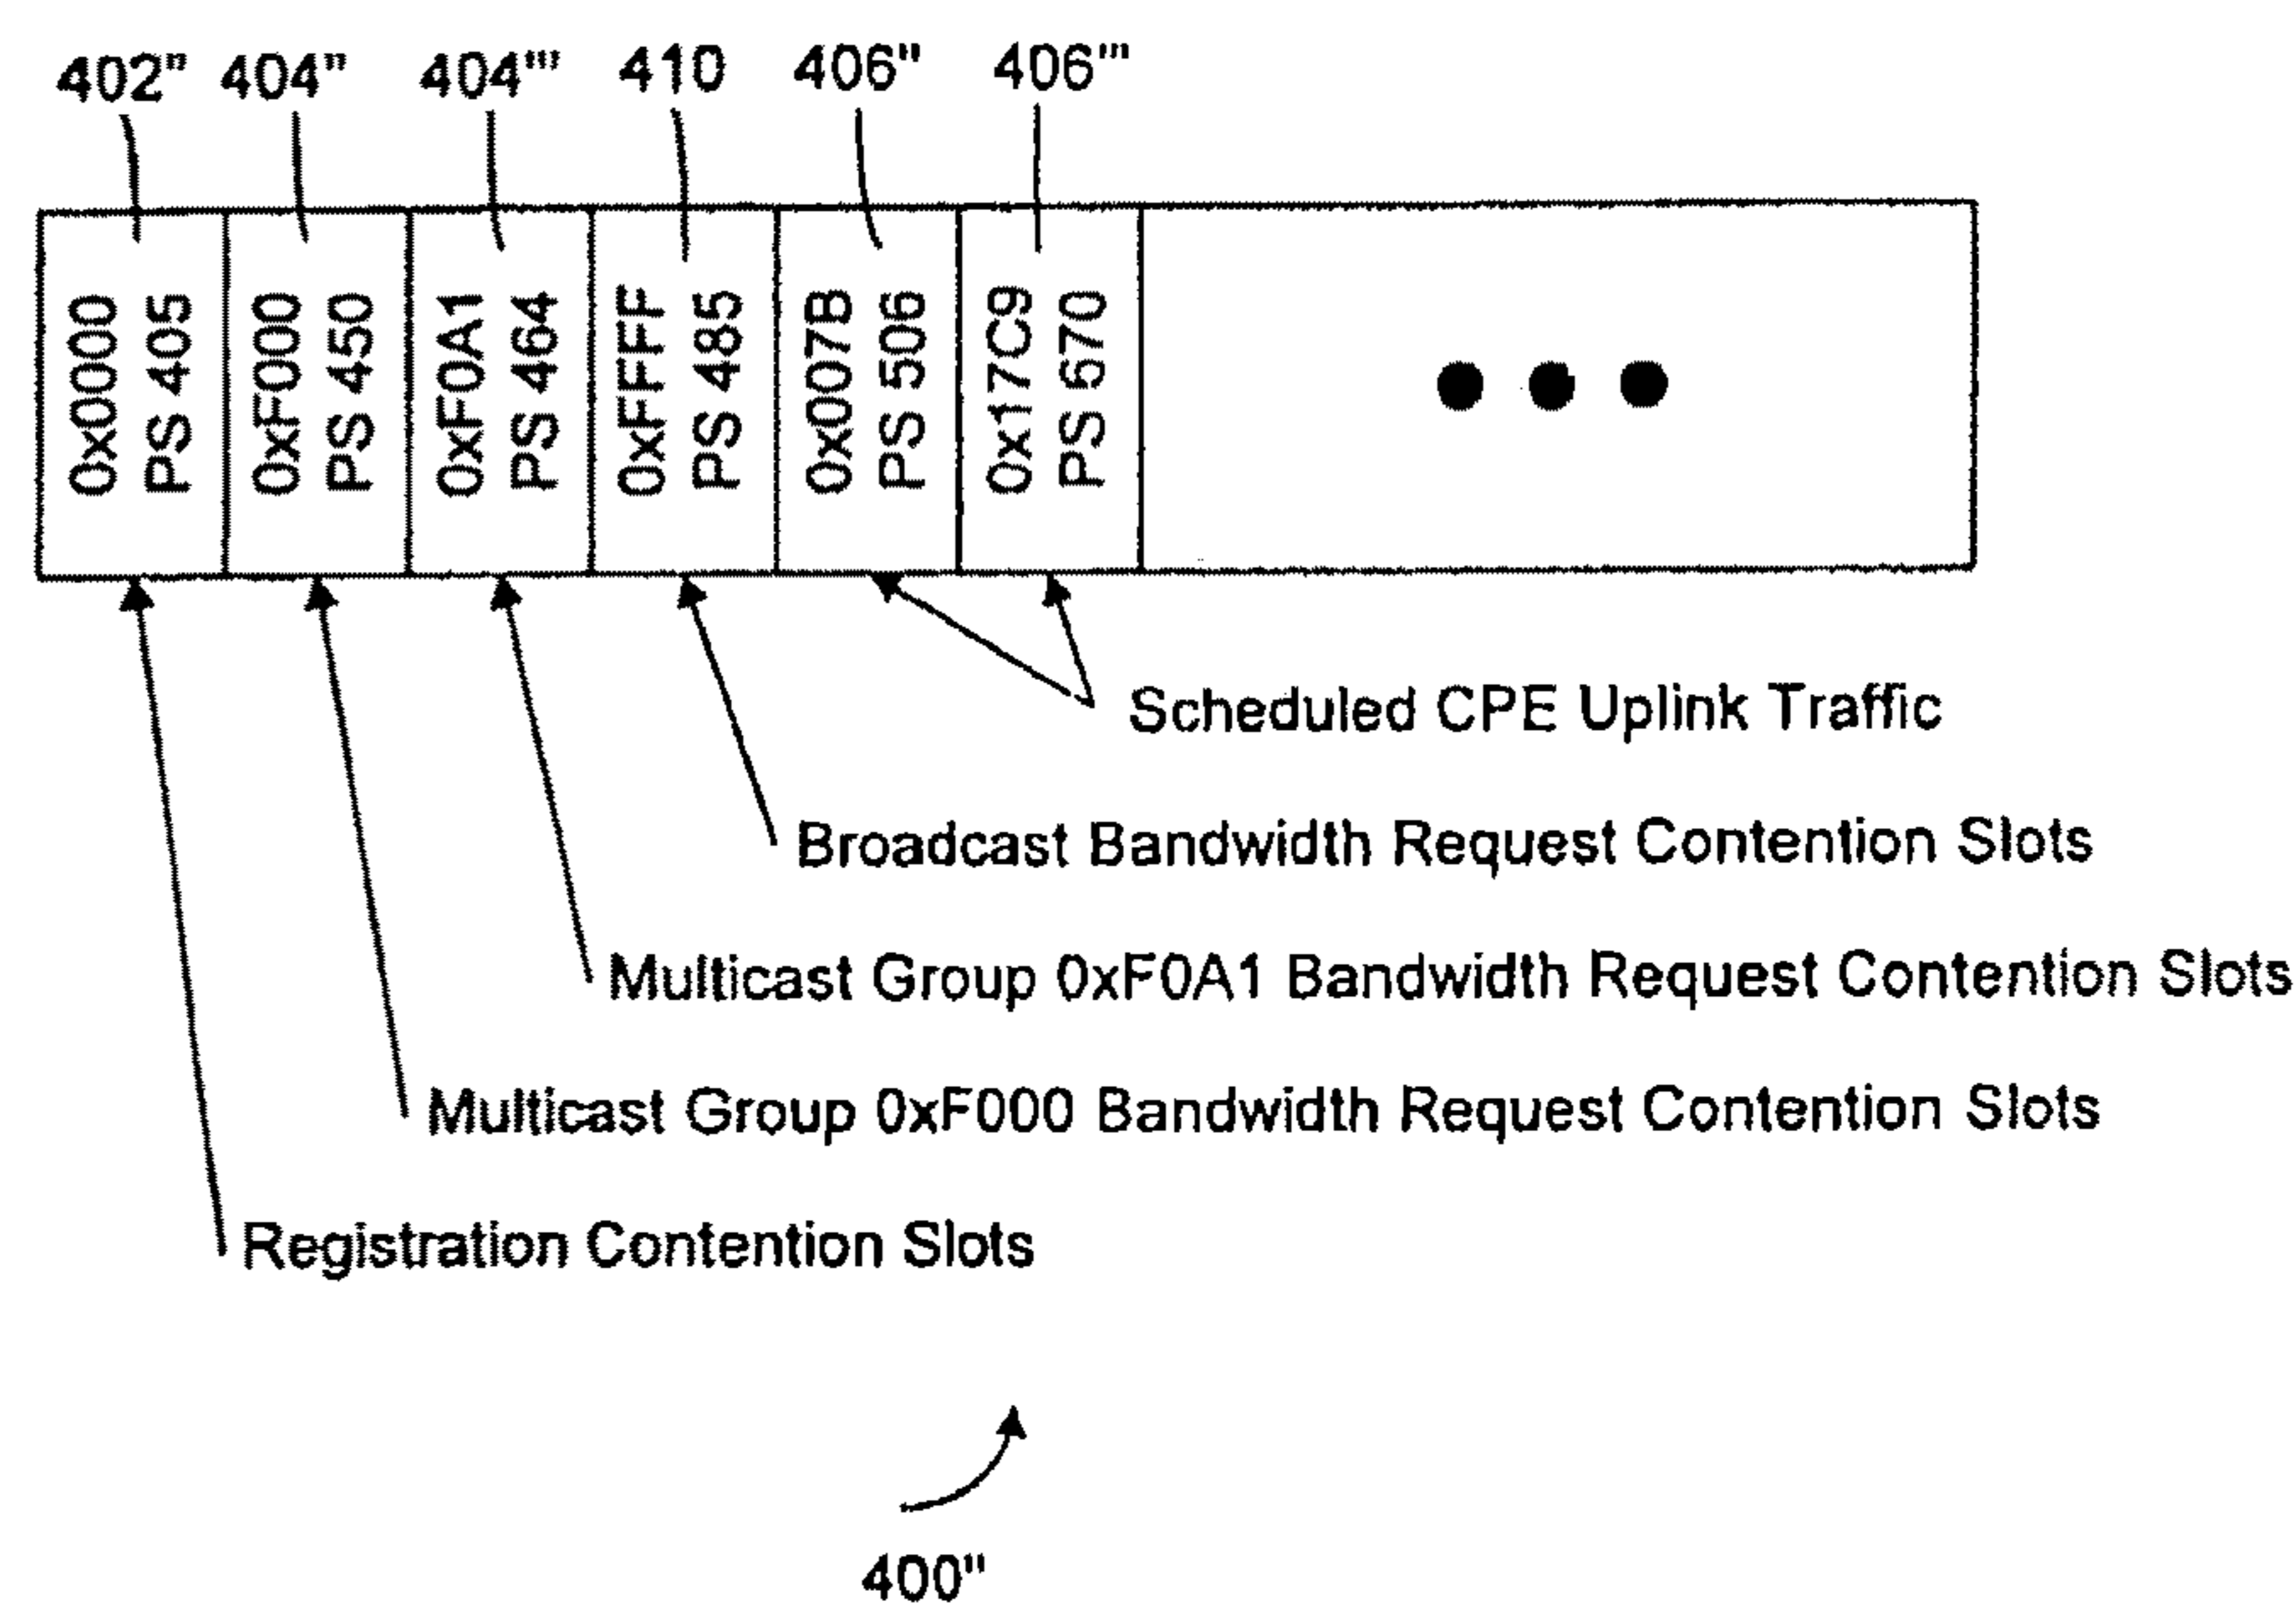 402" 404" 404"' 410 406" 406"'
0x0000
PS 405
0xF000
PS 450
0xF0A1
PS 464
0xFFFF
PS 485
0x007B
PS 506
0x17C9
PS 670
Scheduled CPE Uplink Traffic
Broadcast Bandwidth Request Contention Slots
Multicast Group 0xF0A1 Bandwidth Request Contention Slots
Multicast Group 0xF000 Bandwidth Request Contention Slots
Registration Contention Slots
400"